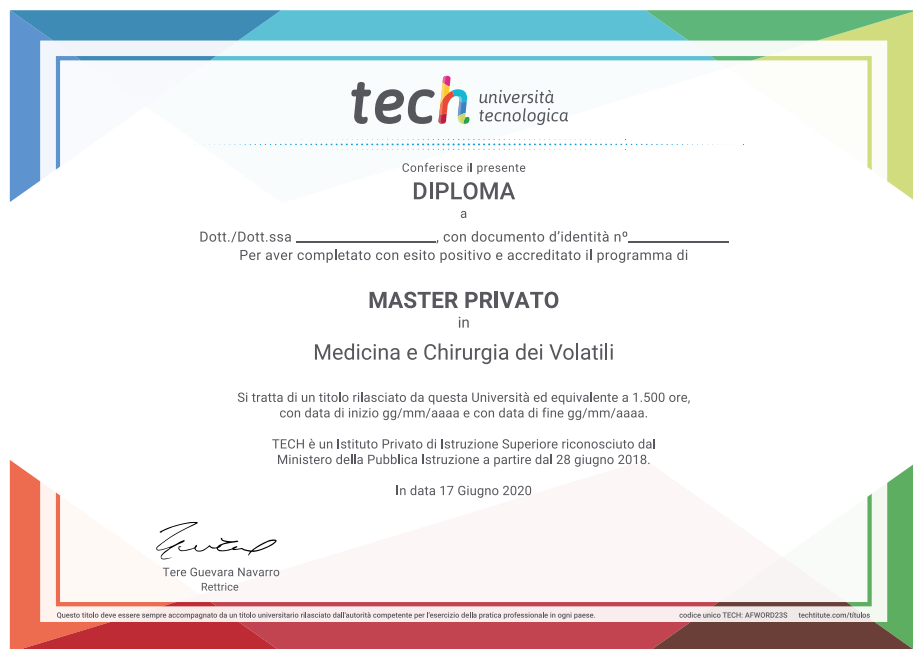 tech università
tecnologica
Conferisce il presente
DIPLOMA
a
Dott./Dott.ssa ________________, con documento d'identità nº____________
Per aver completato con esito positivo e accreditato il programma di
MASTER PRIVATO
in
Medicina e Chirurgia dei Volatili
Si tratta di un titolo rilasciato da questa Università ed equivalente a 1.500 ore,
con data di inizio gg/mm/aaaa e con data di fine gg/mm/aaaa.
TECH è un Istituto Privato di Istruzione Superiore riconosciuto dal
Ministero della Pubblica Istruzione a partire dal 28 giugno 2018.
In data 17 Giugno 2020
Tere Guevara Navarro
Rettrice
Questo titolo deve essere sempre accompagnato da un titolo universitario rilasciato dall'autorità competente per l'esercizio della pratica professionale in ogni paese. codice unico TECH: AFWORD23S techtitute.com/titulos